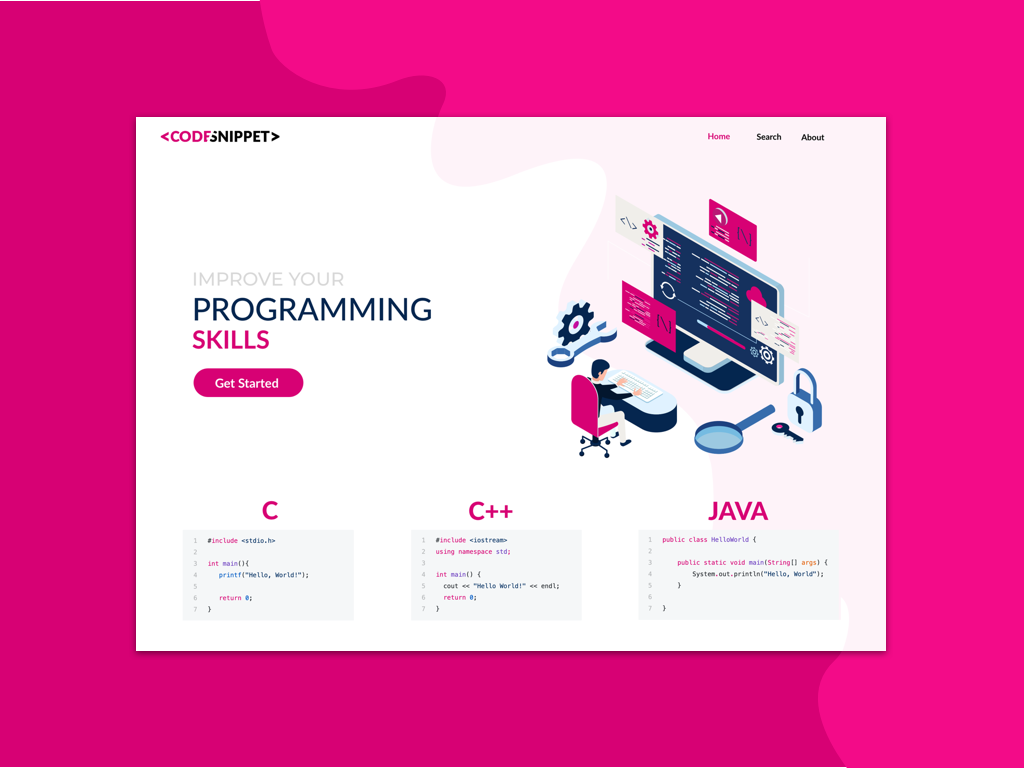 <CODESNIPPET>
Home Search About
IMPROVE YOUR
PROGRAMMING
SKILLS
Get Started
</>
</>
C
1 #include <stdio.h>
2
3 int main(){
4 printf("Hello, World!");
5
6 return 0;
7 }
C++
1 #include <iostream>
2 using namespace std;
3
4 int main() {
5 cout << "Hello World!" << endl;
6 return 0;
7 }
JAVA
1 public class HelloWorld {
2
3 public static void main(String[] args) {
4 System.out.println("Hello, World");
5 }
6
7 }